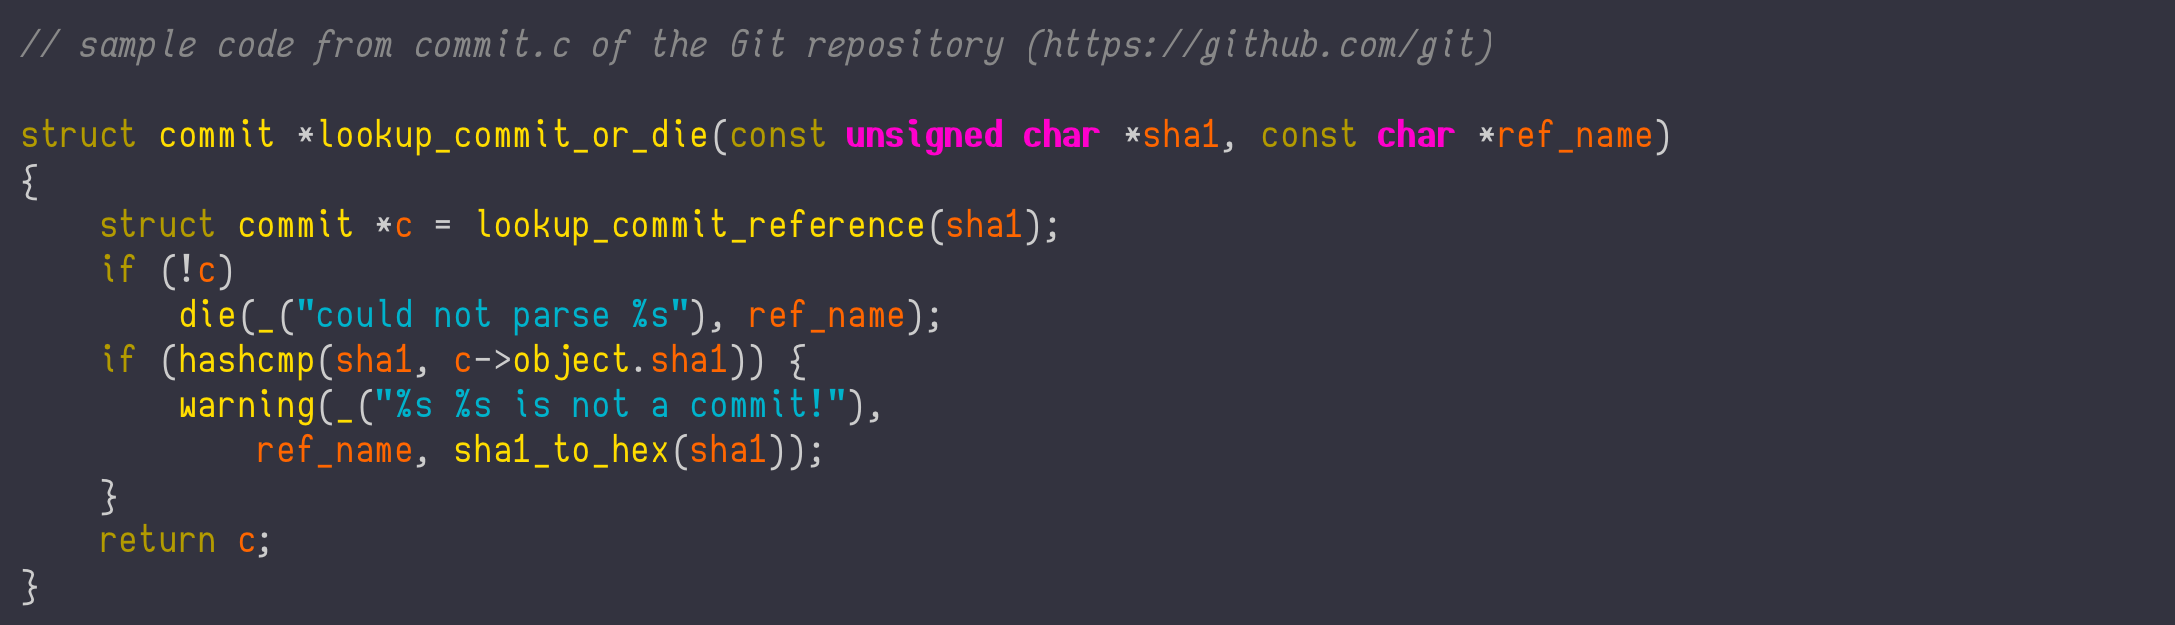 // sample code from commit.c of the Git repository (https://github.com/git)

struct commit *lookup_commit_or_die(const unsigned char *sha1, const char *ref_name)
{
    struct commit *c = lookup_commit_reference(sha1);
    if (!c)
        die(_("could not parse %s"), ref_name);
    if (hashcmp(sha1, c->object.sha1)) {
        warning(_("%s %s is not a commit!"),
            ref_name, sha1_to_hex(sha1));
    }
    return c;
}